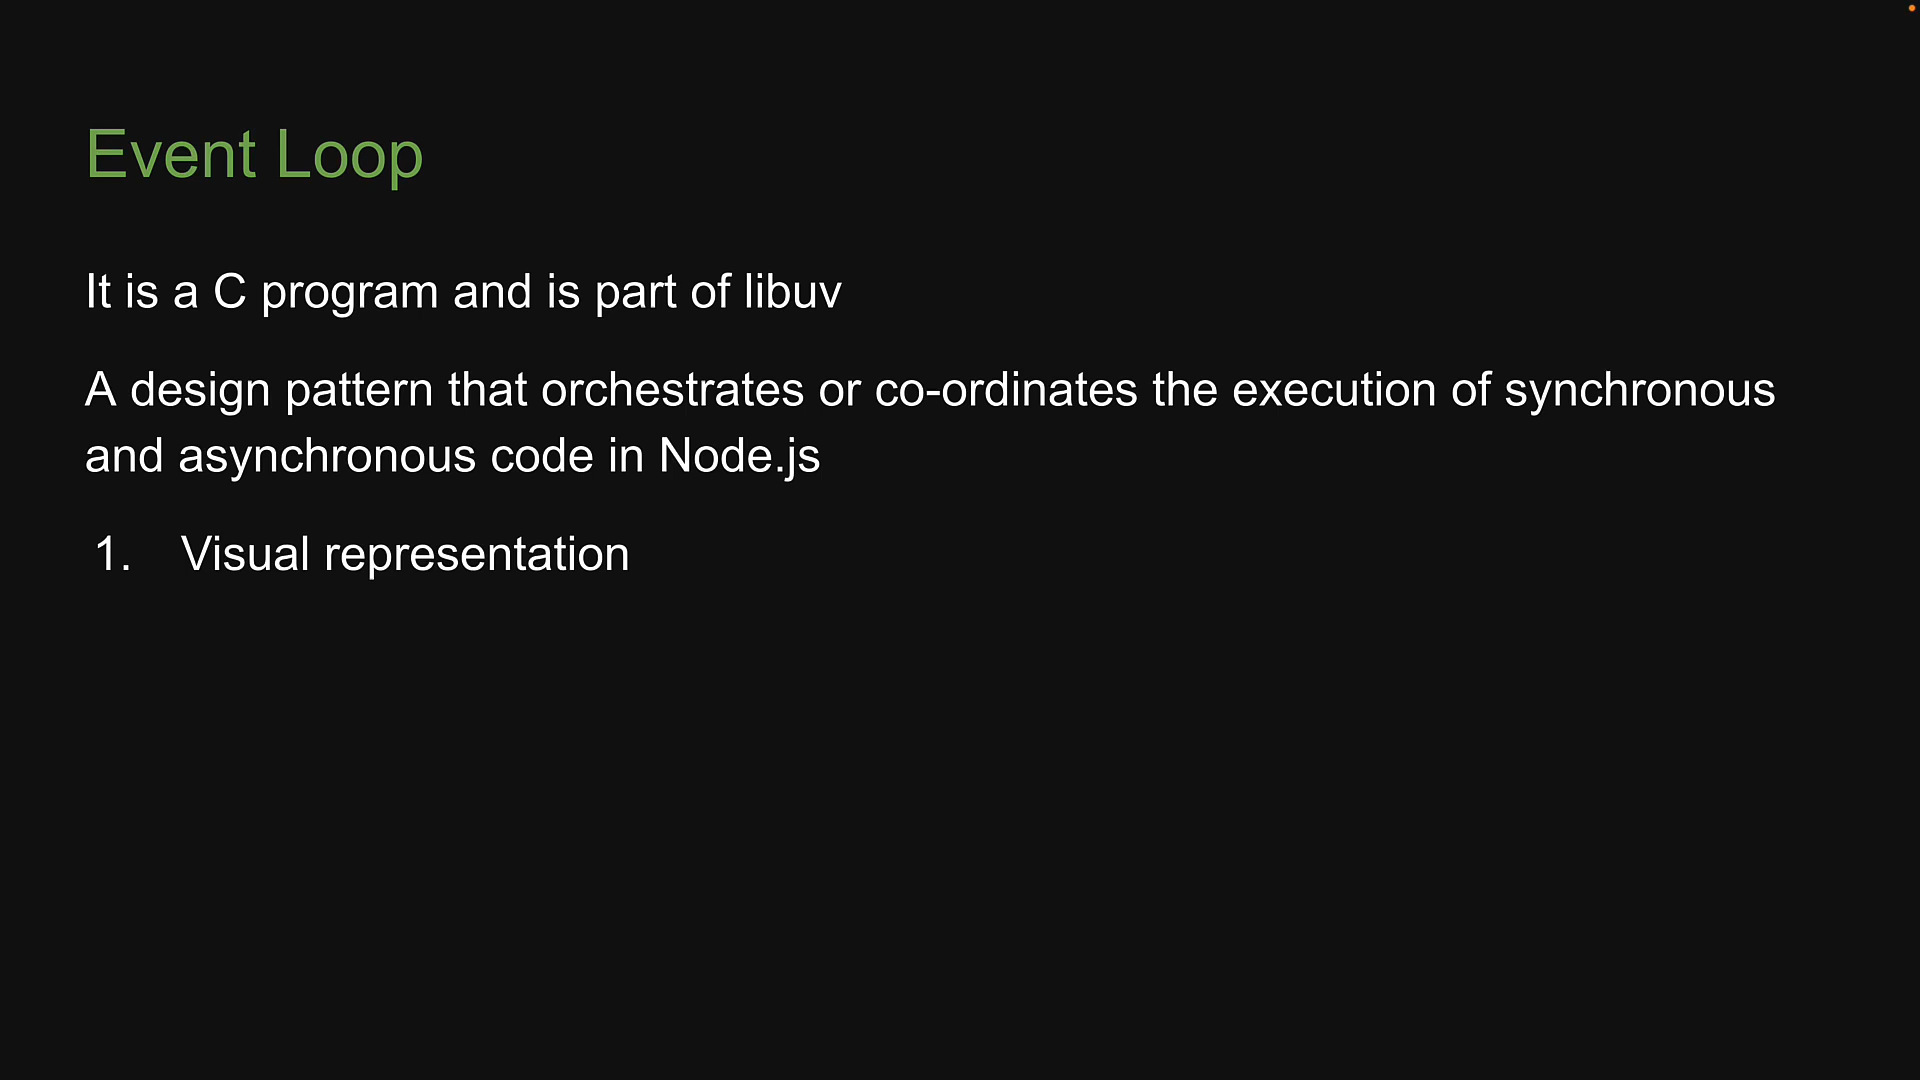 Event Loop
It is a C program and is part of libuv
A design pattern that orchestrates or co-ordinates the execution of synchronous
and asynchronous code in Node.js
1. Visual representation